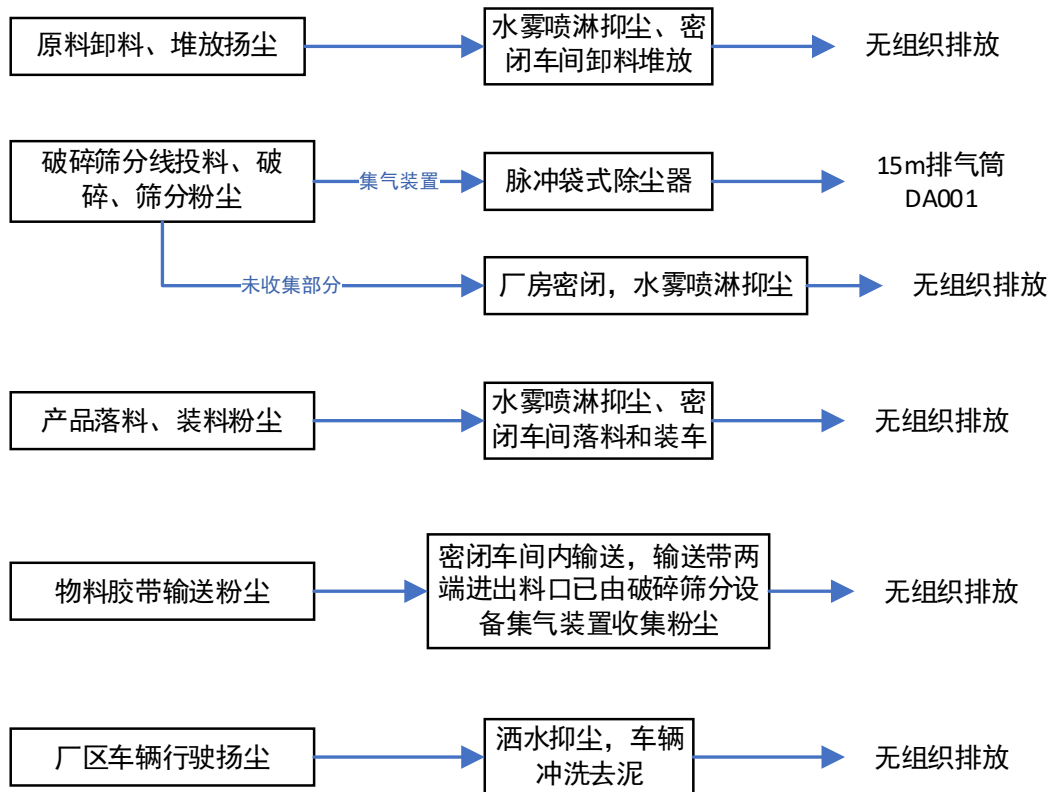 原料卸料、堆放扬尘
水雾喷淋抑尘、密
闭车间卸料堆放
无组织排放
破碎筛分线投料、破
碎、筛分粉尘
集气装置
脉冲袋式除尘器
15m排气筒
DA001
未收集部分
厂房密闭，水雾喷淋抑尘
无组织排放
产品落料、装料粉尘
水雾喷淋抑尘、密
闭车间落料和装车
无组织排放
物料胶带输送粉尘
密闭车间内输送，输送带两
端进出料口已由破碎筛分设
备集气装置收集粉尘
无组织排放
厂区车辆行驶扬尘
洒水抑尘，车辆
冲洗去泥
无组织排放